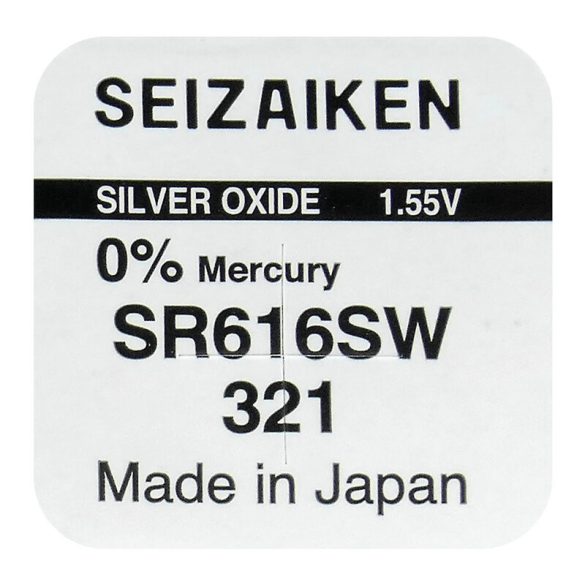 SEIZAIKEN
SILVER OXIDE 1.55V
0% Mercury
SR616SW
321
Made in Japan